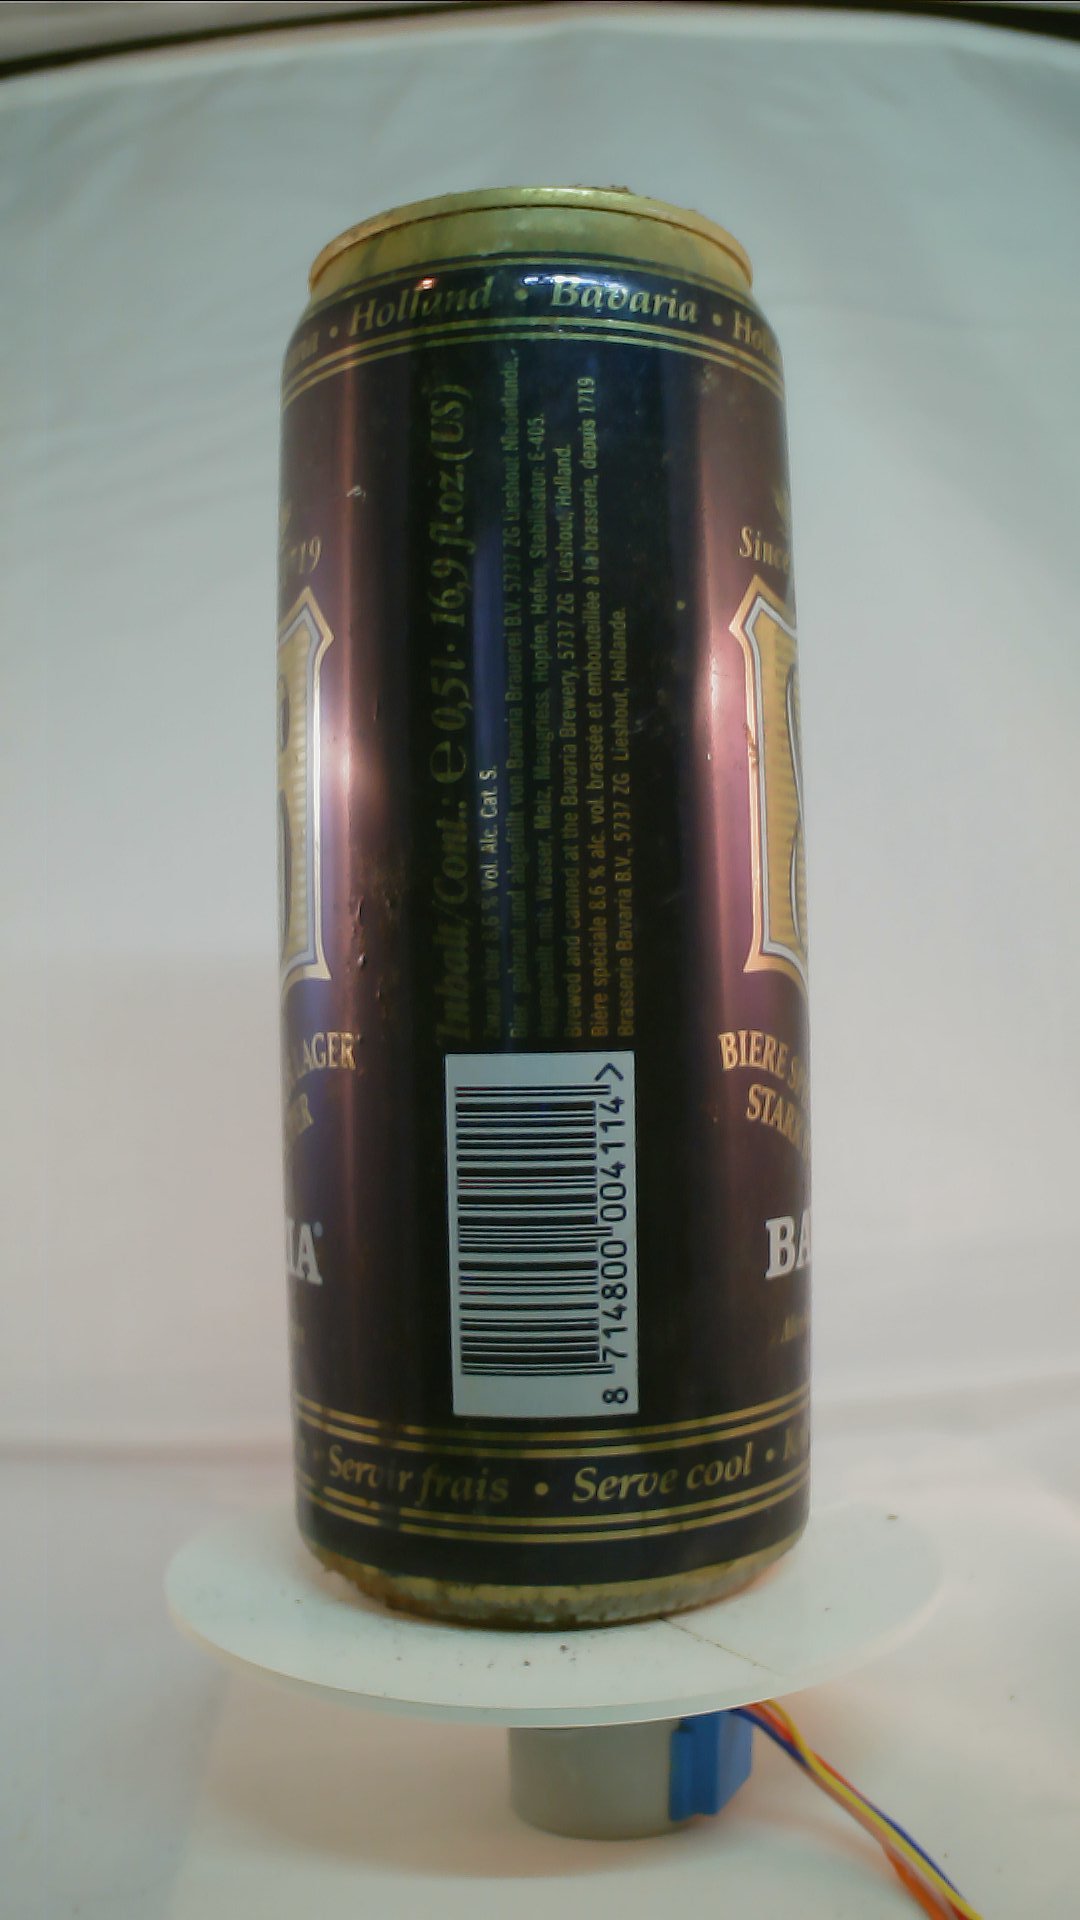 Holland • Bavaria •
Inhalt/Cont.: e 0,5 l · 16,9 fl.oz.(US)
Zwaar bier 8,6 % Vol. Alc. Cat. S.
Bier gebraut und abgefüllt von Bavaria Brauerei B.V. 5737 ZG Lieshout Niederlande.
Hergestellt mit: Wasser, Malz, Maisgriess, Hopfen, Hefen, Stabilisator: E-405.
Brewed and canned at the Bavaria Brewery, 5737 ZG Lieshout, Holland.
Bière spéciale 8.6 % alc. vol. brassée et embouteillée à la brasserie, depuis 1719
Brasserie Bavaria B.V., 5737 ZG Lieshout, Hollande.
8 714800 004114 >
Since
LAGER
BIERE
BA
• Servir frais • Serve cool •